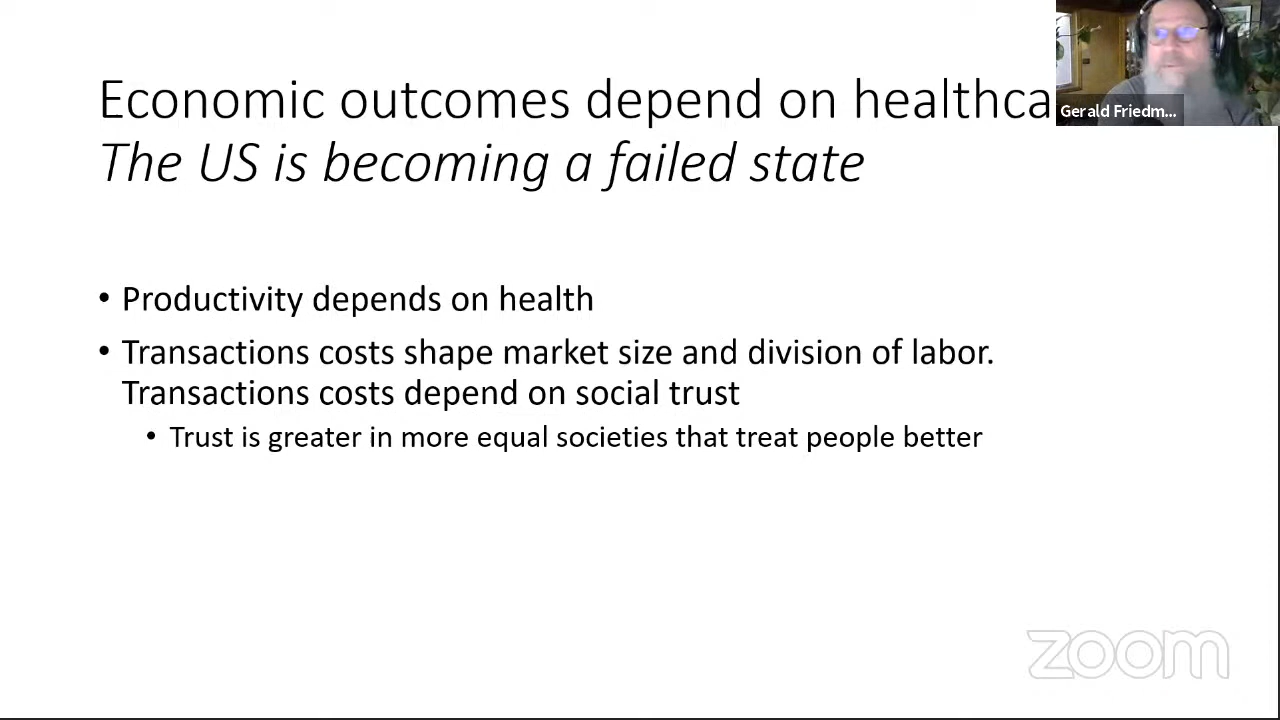 Economic outcomes depend on healthca
The US is becoming a failed state
Gerald Friedm...
• Productivity depends on health
• Transactions costs shape market size and division of labor.
Transactions costs depend on social trust
• Trust is greater in more equal societies that treat people better
zoom